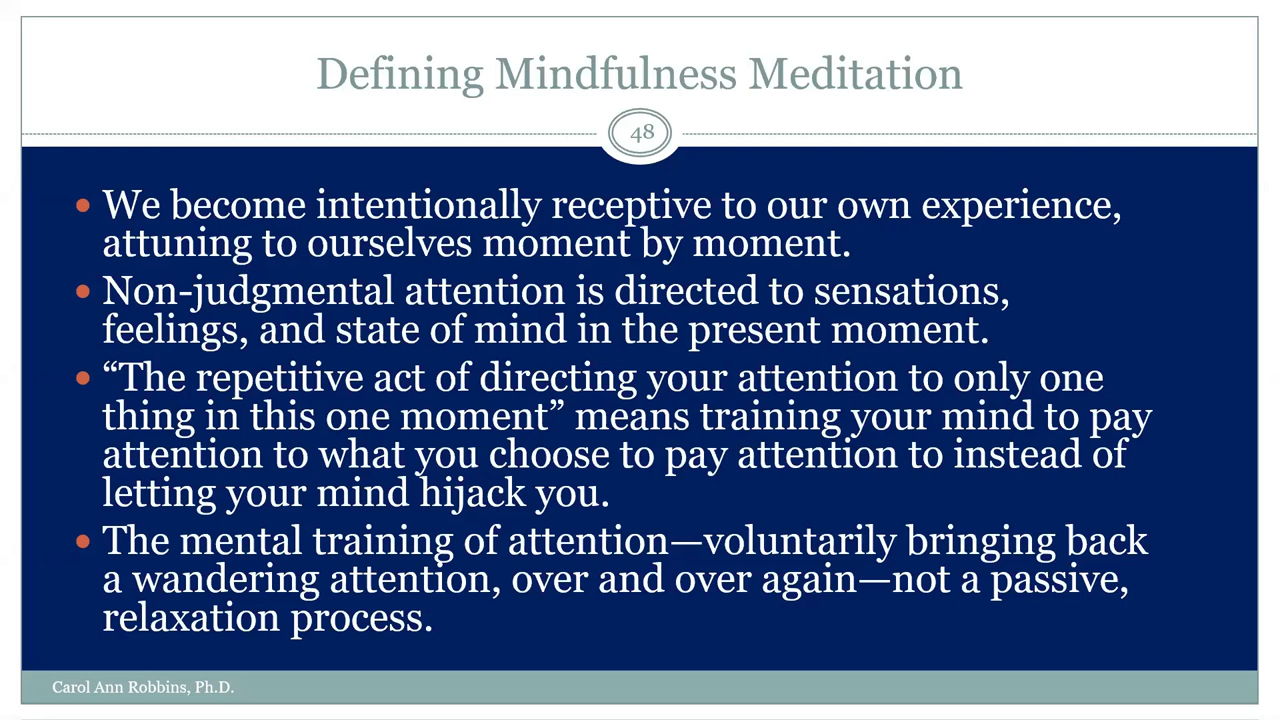 Defining Mindfulness Meditation
48
• We become intentionally receptive to our own experience,
attuning to ourselves moment by moment.
• Non-judgmental attention is directed to sensations,
feelings, and state of mind in the present moment.
• “The repetitive act of directing your attention to only one
thing in this one moment” means training your mind to pay
attention to what you choose to pay attention to instead of
letting your mind hijack you.
• The mental training of attention—voluntarily bringing back
a wandering attention, over and over again—not a passive,
relaxation process.
Carol Ann Robbins, Ph.D.